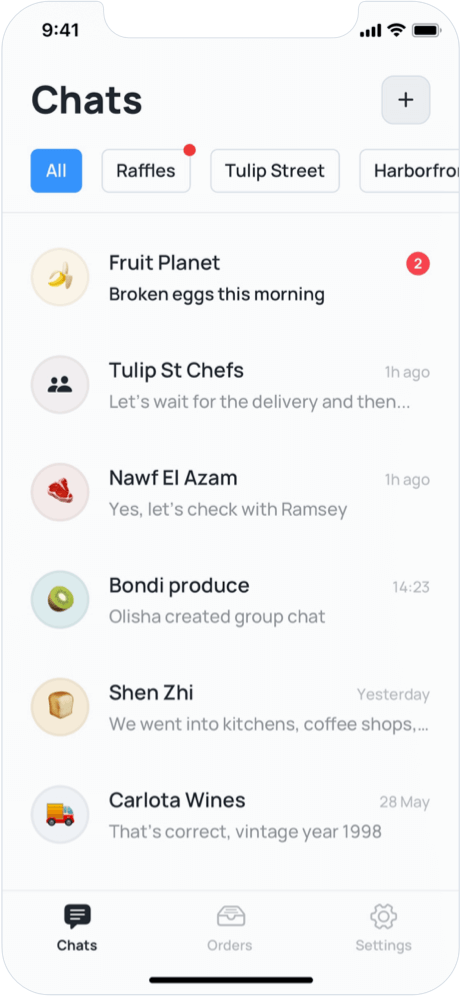 9:41
Chats
+
All
Raffles
Tulip Street
Harborfro
Fruit Planet
2
Broken eggs this morning
Tulip St Chefs
1h ago
Let's wait for the delivery and then...
Nawf El Azam
1h ago
Yes, let's check with Ramsey
Bondi produce
14:23
Olisha created group chat
Shen Zhi
Yesterday
We went into kitchens, coffee shops,...
Carlota Wines
28 May
That's correct, vintage year 1998
Chats
Orders
Settings